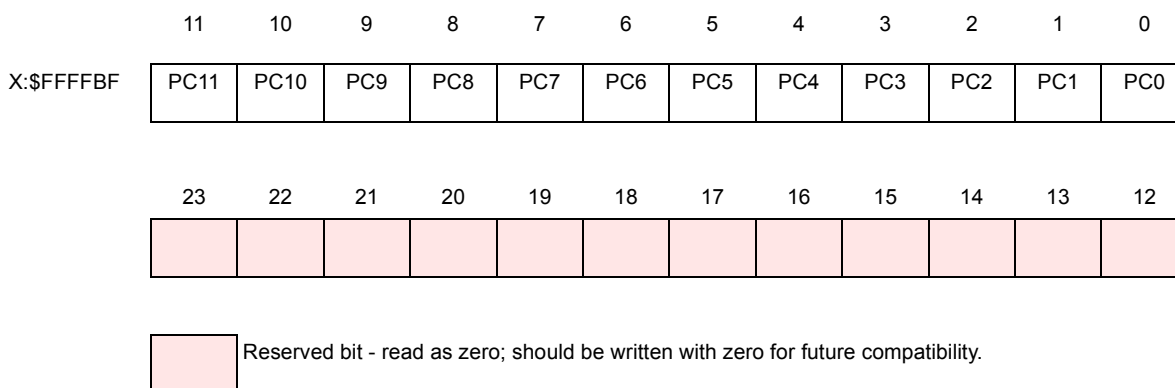 11 10 9 8 7 6 5 4 3 2 1 0
X:$FFFFBF PC11 PC10 PC9 PC8 PC7 PC6 PC5 PC4 PC3 PC2 PC1 PC0
23 22 21 20 19 18 17 16 15 14 13 12
Reserved bit - read as zero; should be written with zero for future compatibility.